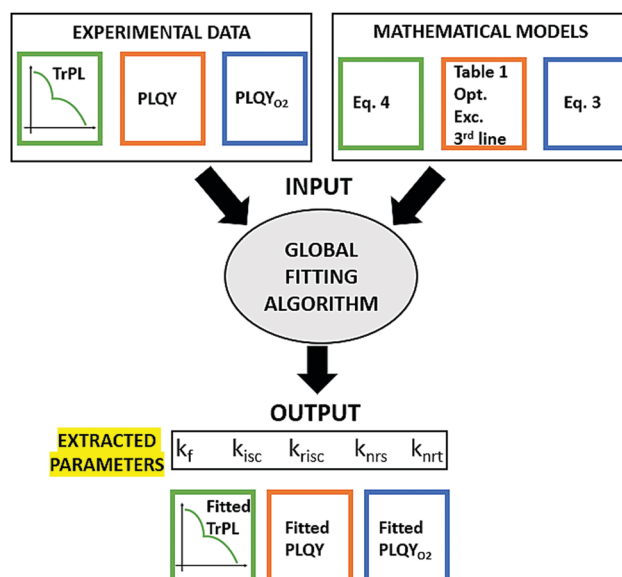 EXPERIMENTAL DATA
TrPL
PLQY
PLQYO2
MATHEMATICAL MODELS
Eq. 4
Table 1
Opt.
Exc.
3rd line
Eq. 3
INPUT
GLOBAL
FITTING
ALGORITHM
OUTPUT
EXTRACTED
PARAMETERS
kf kisc krisc knrs knrt
Fitted
TrPL
Fitted
PLQY
Fitted
PLQYO2